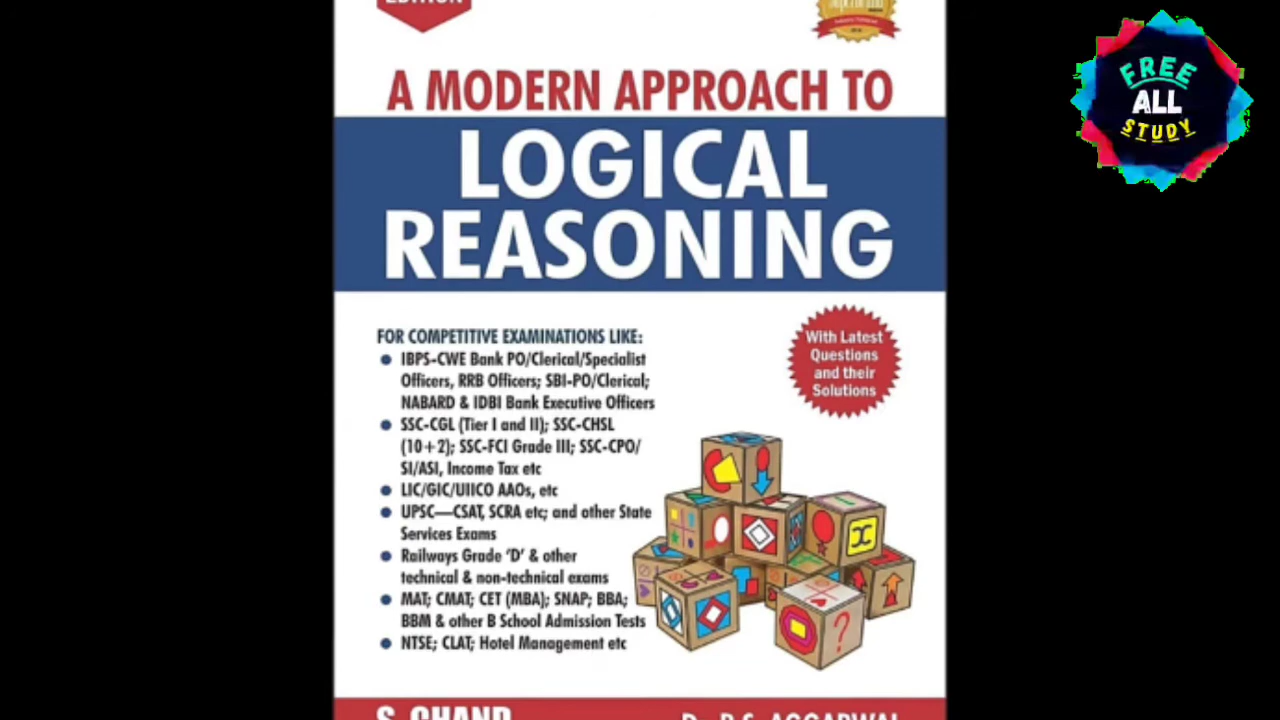 EDITION
A MODERN APPROACH TO
LOGICAL
REASONING
FREE
ALL
STUDY
FOR COMPETITIVE EXAMINATIONS LIKE:
IBPS-CWE Bank PO/Clerical/Specialist
Officers, RRB Officers; SBI-PO/Clerical;
NABARD & IDBI Bank Executive Officers
SSC-CGL (Tier I and II); SSC-CHSL
(10+2); SSC-FCI Grade III; SSC-CPO/
SI/ASI, Income Tax etc
LIC/GIC/UIICO AAOs, etc
UPSC—CSAT, SCRA etc; and other State
Services Exams
Railways Grade ‘D’ & other
technical & non-technical exams
MAT; CMAT; CET (MBA); SNAP; BBA;
BBM & other B School Admission Tests
NTSE; CLAT; Hotel Management etc
With Latest
Questions
and their
Solutions
?
S. CHAND
Dr. R.S. AGGARWAL